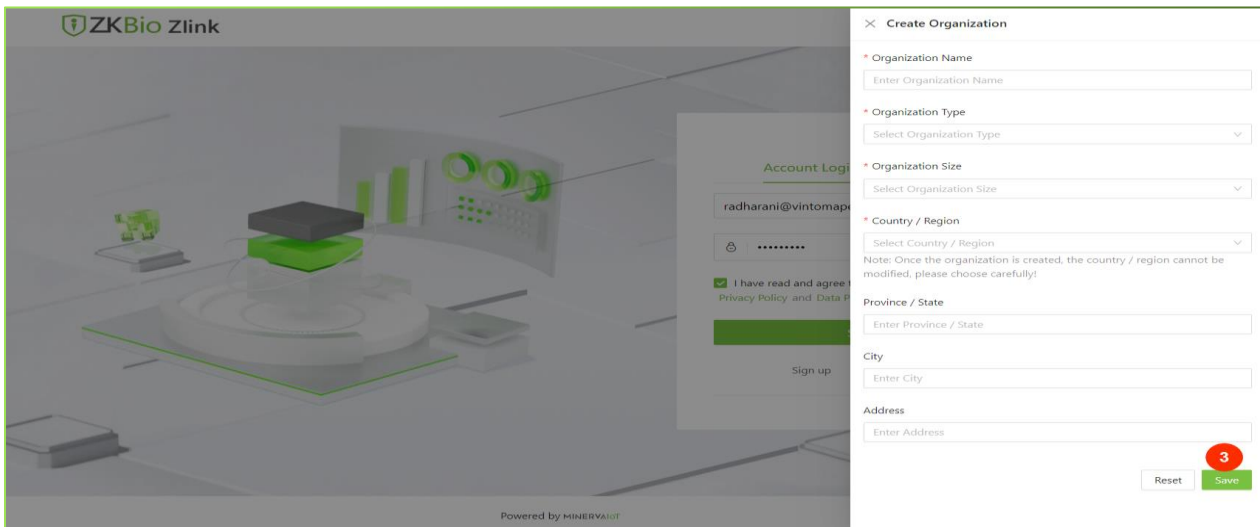 ZKBio Zlink
Account Logi
radharani@vintomape
•••••••••
I have read and agree
Privacy Policy and Data P
S
Sign up
Powered by MINERVAIOT
Create Organization
* Organization Name
Enter Organization Name
* Organization Type
Select Organization Type
* Organization Size
Select Organization Size
* Country / Region
Select Country / Region
Note: Once the organization is created, the country / region cannot be
modified, please choose carefully!
Province / State
Enter Province / State
City
Enter City
Address
Enter Address
3
Reset Save